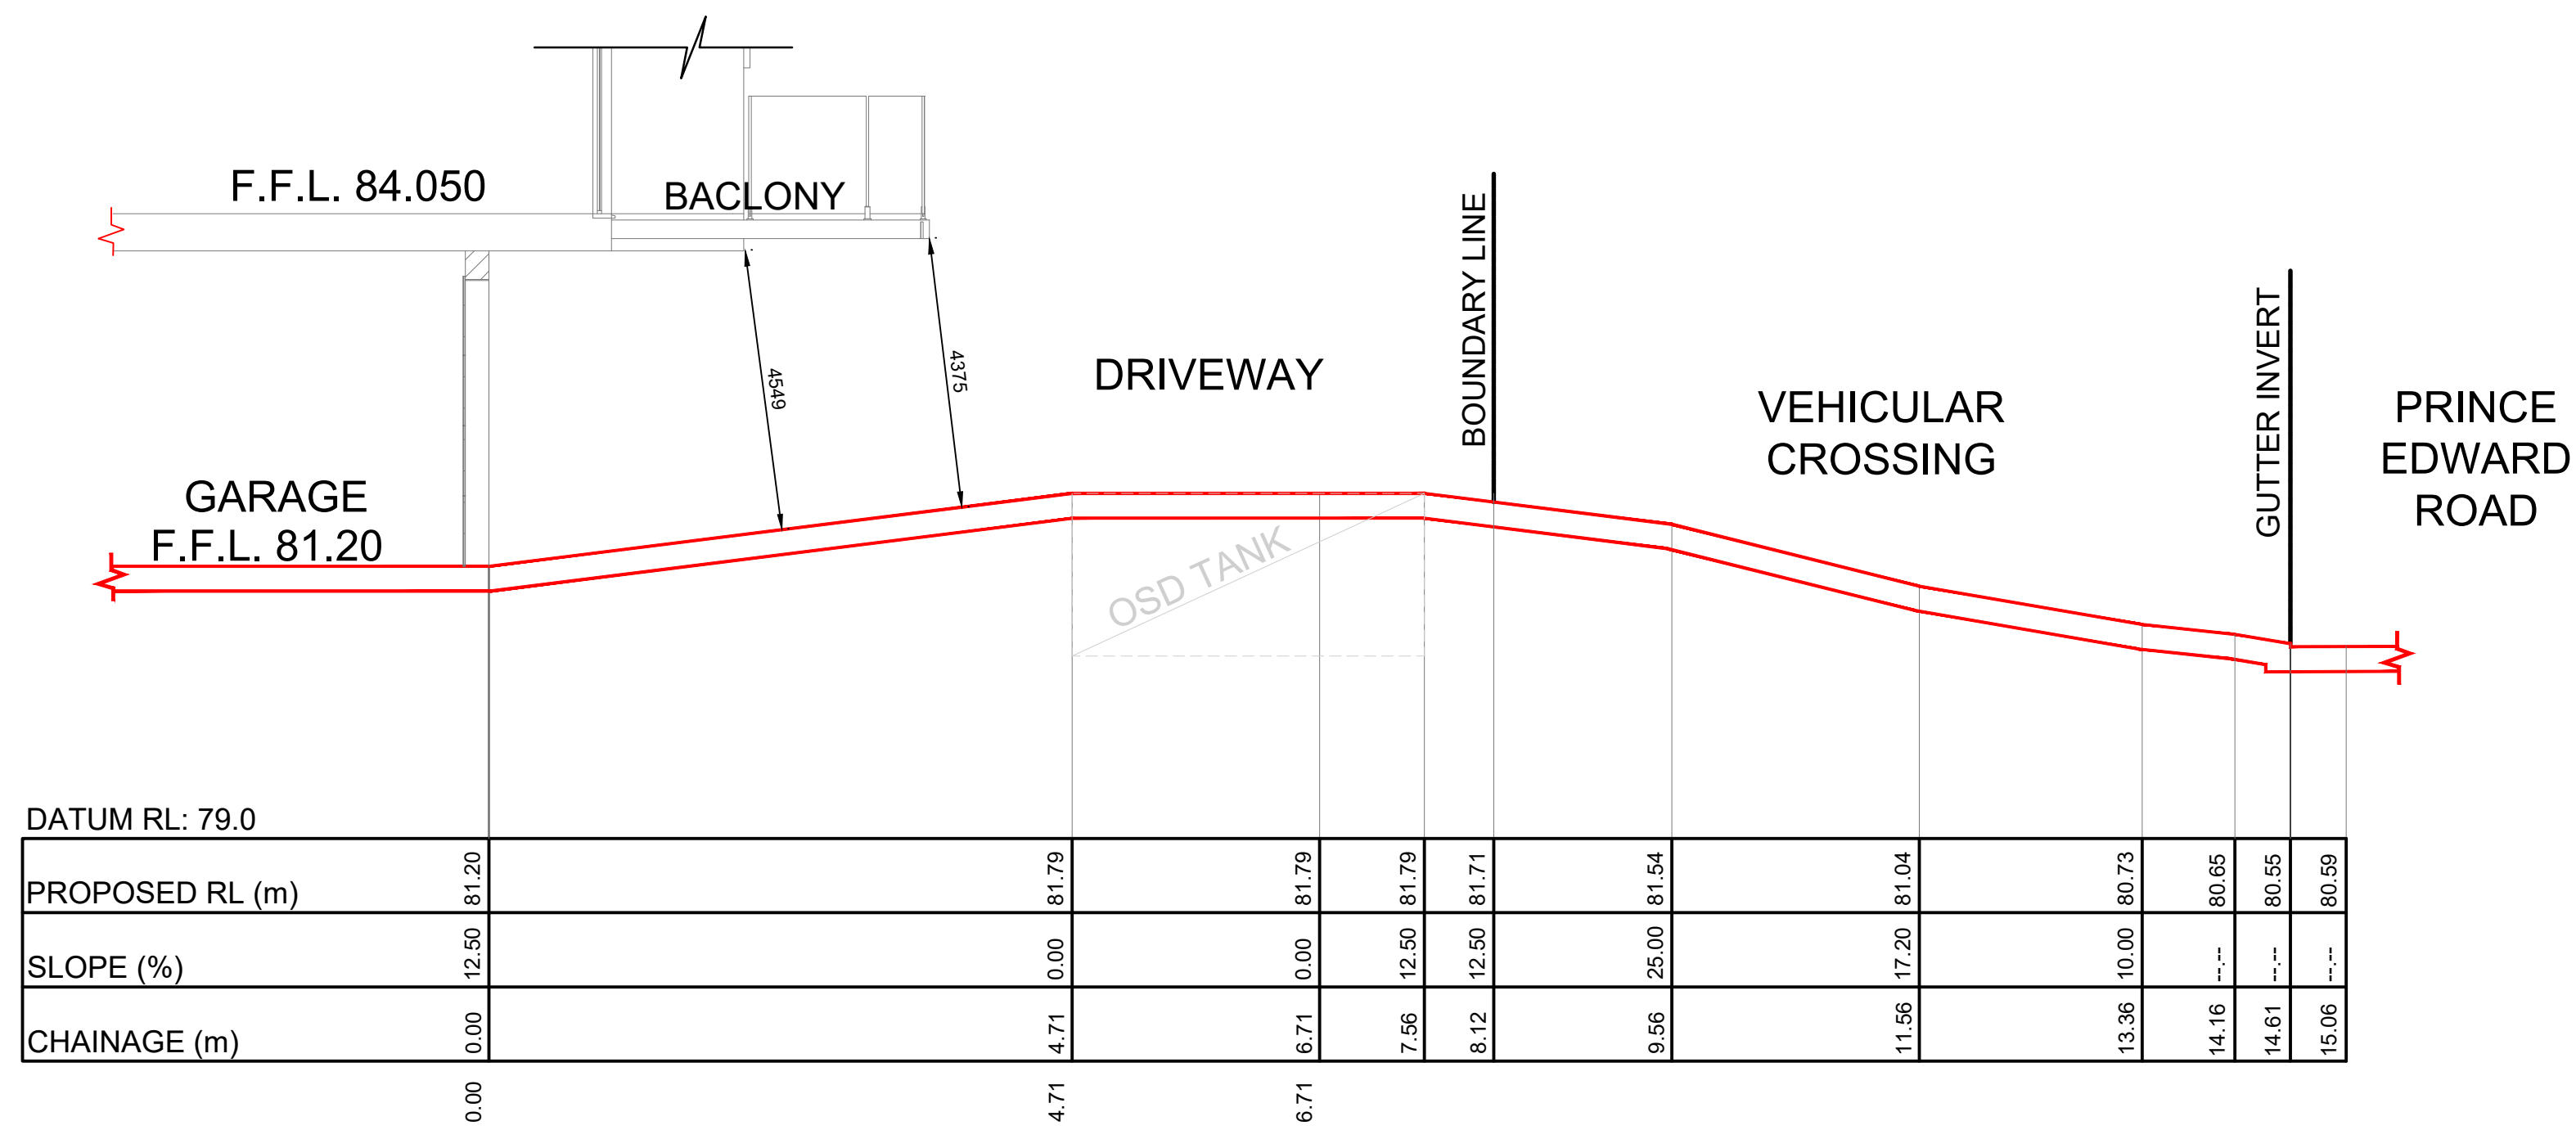 F.F.L. 84.050
BACLONY
BOUNDARY LINE
GUTTER INVERT
4549
4375
DRIVEWAY
VEHICULAR
CROSSING
PRINCE
EDWARD
ROAD
GARAGE
F.F.L. 81.20
OSD TANK
DATUM RL: 79.0
PROPOSED RL (m) 81.20 81.79 81.79 81.79 81.71 81.54 81.04 80.73 80.65 80.55 80.59
SLOPE (%) 12.50 0.00 0.00 12.50 12.50 25.00 17.20 10.00 --.-- --.-- --.--
CHAINAGE (m) 0.00 4.71 6.71 7.56 8.12 9.56 11.56 13.36 14.16 14.61 15.06
0.00 4.71 6.71